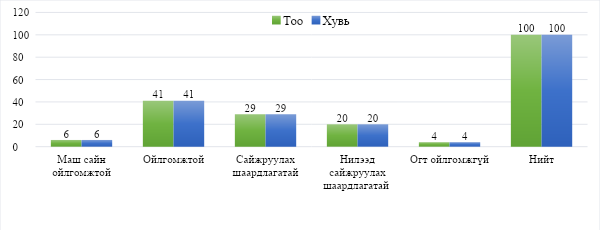 120
100
80
60
40
20
0
Тоо Хувь
6 6
41 41
29 29
20 20
4 4
100 100
Маш сайн
ойлгомжтой
Ойлгомжтой
Сайжруулах
шаардлагатай
Нилээд
сайжруулах
шаардлагатай
Огт ойлгомжгүй
Нийт